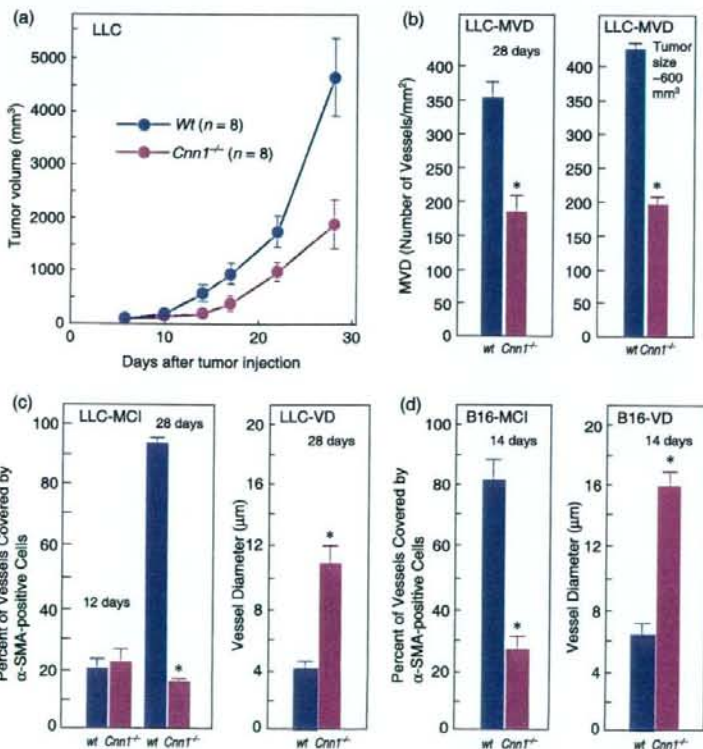 (a)
LLC
Tumor volume (mm³)
5000
4000
3000
2000
1000
0
Wt (n = 8)
Cnn1⁻/⁻ (n = 8)
0 10 20 30
Days after tumor injection
(b)
LLC-MVD
28 days
MVD (Number of Vessels/mm²)
400
350
300
250
200
150
100
50
0
*
wt Cnn1⁻/⁻
LLC-MVD
Tumor
size
~600
mm³
400
350
300
250
200
150
100
50
0
*
wt Cnn1⁻/⁻
(c)
LLC-MCI
28 days
Percent of Vessels Covered by
α-SMA-positive Cells
100
80
60
40
20
0
12 days
*
wt Cnn1⁻/⁻ wt Cnn1⁻/⁻
LLC-VD
28 days
Vessel Diameter (µm)
20
16
12
8
4
0
*
wt Cnn1⁻/⁻
(d)
B16-MCI
14 days
Percent of Vessels Covered by
α-SMA-positive Cells
100
80
60
40
20
0
*
wt Cnn1⁻/⁻
B16-VD
14 days
Vessel Diameter (µm)
20
16
12
8
6
0
*
wt Cnn1⁻/⁻